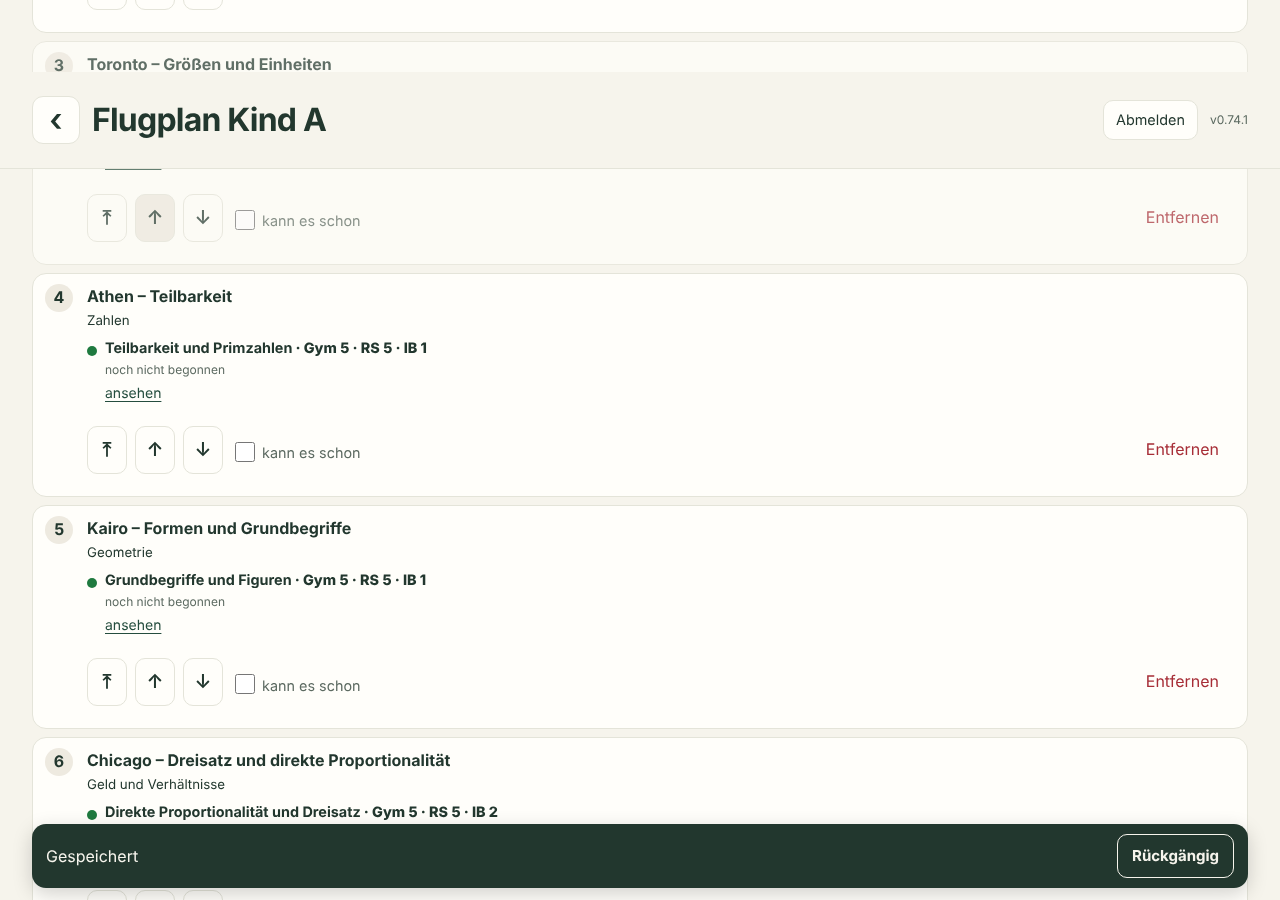 3 Toronto – Größen und Einheiten
‹ Flugplan Kind A Abmelden v0.74.1
⤒ ↑ ↓ kann es schon Entfernen
4 Athen – Teilbarkeit
Zahlen
Teilbarkeit und Primzahlen · Gym 5 · RS 5 · IB 1
noch nicht begonnen
ansehen
⤒ ↑ ↓ kann es schon Entfernen
5 Kairo – Formen und Grundbegriffe
Geometrie
Grundbegriffe und Figuren · Gym 5 · RS 5 · IB 1
noch nicht begonnen
ansehen
⤒ ↑ ↓ kann es schon Entfernen
6 Chicago – Dreisatz und direkte Proportionalität
Geld und Verhältnisse
Direkte Proportionalität und Dreisatz · Gym 5 · RS 5 · IB 2
Gespeichert Rückgängig